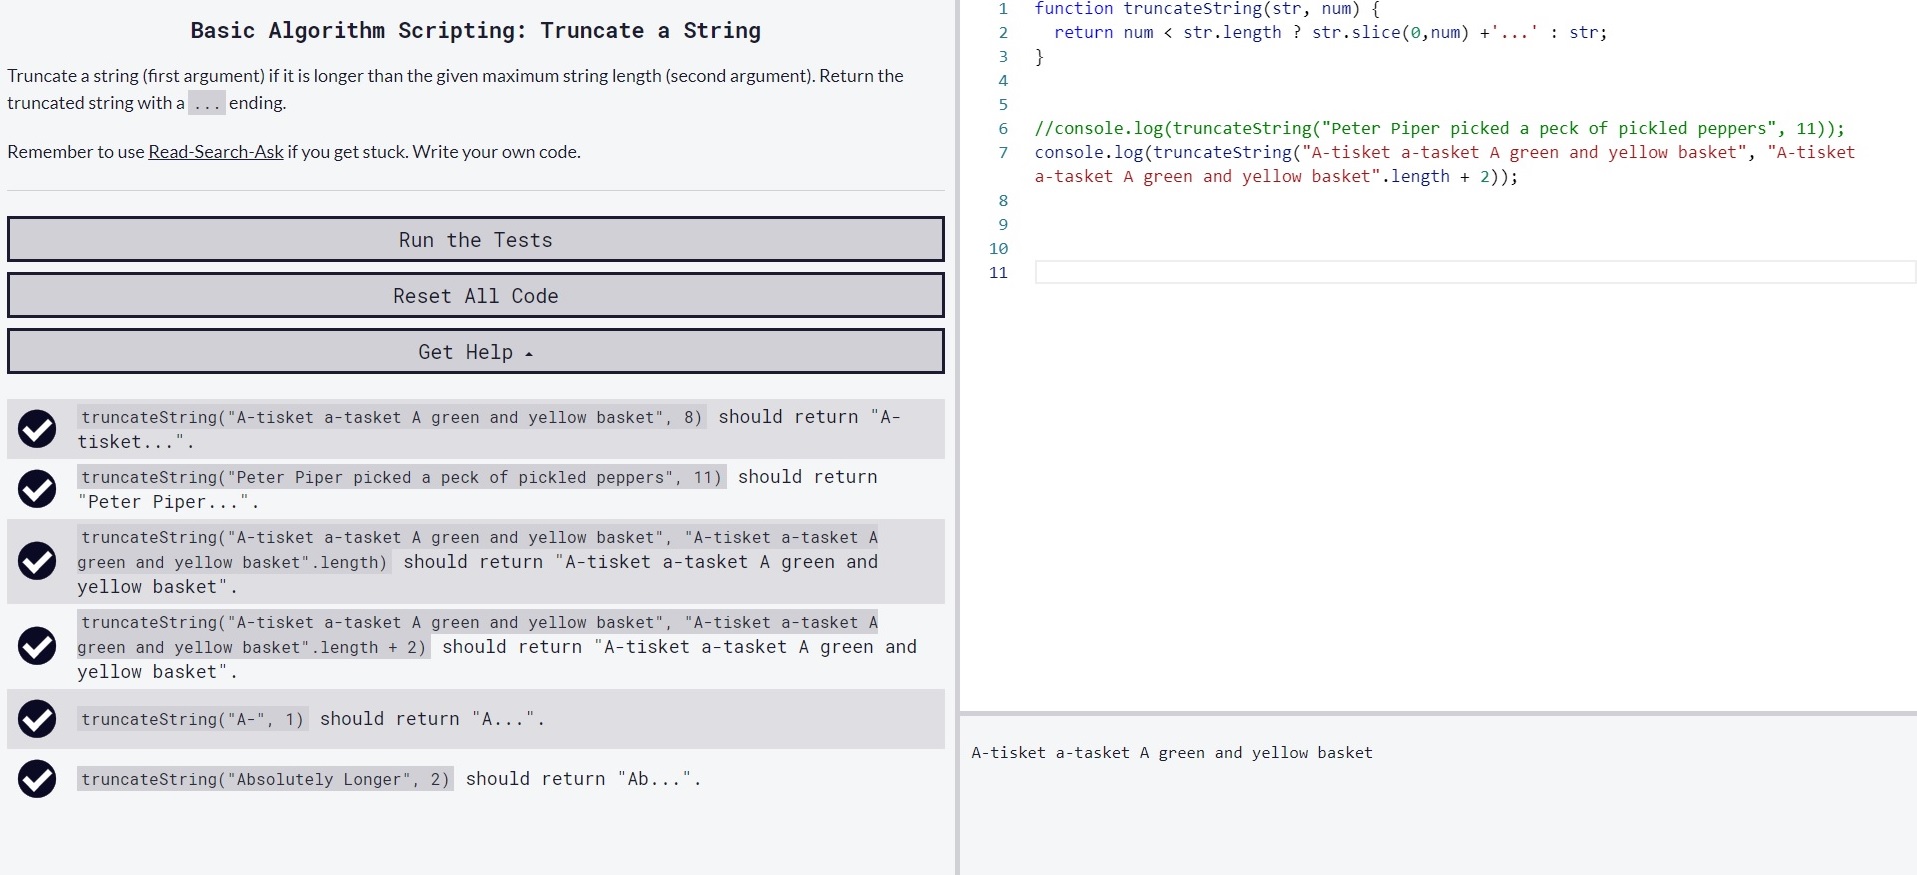 Basic Algorithm Scripting: Truncate a String
Truncate a string (first argument) if it is longer than the given maximum string length (second argument). Return the
truncated string with a ... ending.
Remember to use Read-Search-Ask if you get stuck. Write your own code.
Run the Tests
Reset All Code
Get Help
truncateString("A-tisket a-tasket A green and yellow basket", 8) should return "A-
tisket...".
truncateString("Peter Piper picked a peck of pickled peppers", 11) should return
"Peter Piper...".
truncateString("A-tisket a-tasket A green and yellow basket", "A-tisket a-tasket A
green and yellow basket".length) should return "A-tisket a-tasket A green and
yellow basket".
truncateString("A-tisket a-tasket A green and yellow basket", "A-tisket a-tasket A
green and yellow basket".length + 2) should return "A-tisket a-tasket A green and
yellow basket".
truncateString("A-", 1) should return "A...".
truncateString("Absolutely Longer", 2) should return "Ab...".
1 function truncateString(str, num) {
2 return num < str.length ? str.slice(0,num) +'...' : str;
3 }
4
5
6 //console.log(truncateString("Peter Piper picked a peck of pickled peppers", 11));
7 console.log(truncateString("A-tisket a-tasket A green and yellow basket", "A-tisket
a-tasket A green and yellow basket".length + 2));
8
9
10
11
A-tisket a-tasket A green and yellow basket